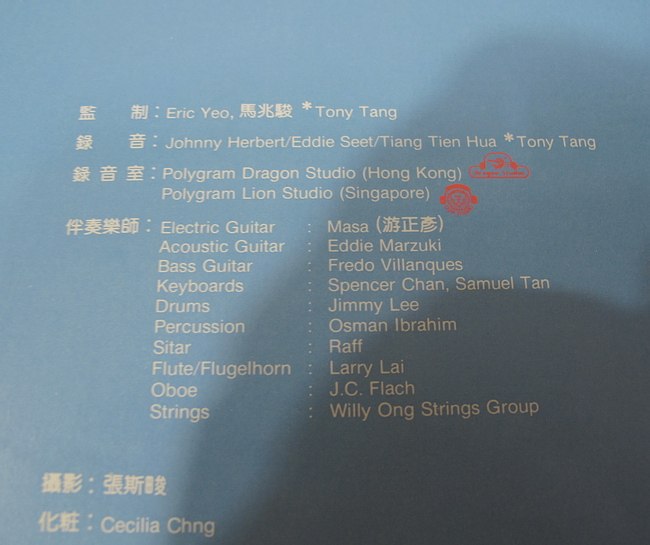 監 制：Eric Yeo, 馬兆駿 *Tony Tang
錄 音：Johnny Herbert/Eddie Seet/Tiang Tien Hua *Tony Tang
錄 音 室：Polygram Dragon Studio (Hong Kong)
Polygram Lion Studio (Singapore)
伴奏樂師：Electric Guitar : Masa (游正彥)
Acoustic Guitar : Eddie Marzuki
Bass Guitar : Fredo Villanques
Keyboards : Spencer Chan, Samuel Tan
Drums : Jimmy Lee
Percussion : Osman Ibrahim
Sitar : Raff
Flute/Flugelhorn : Larry Lai
Oboe : J.C. Flach
Strings : Willy Ong Strings Group
攝影：張斯畯
化粧：Cecilia Chng